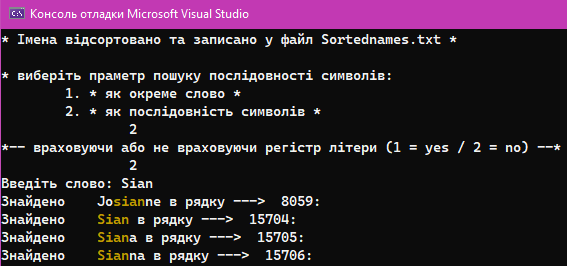 Консоль отладки Microsoft Visual Studio
* Імена відсортовано та записано у файл Sortednames.txt *
* виберіть праметр пошуку послідовності символів:
1. * як окреме слово *
2. * як послідовність символів *
2
*-- враховуючи або не враховуючи регістр літери (1 = yes / 2 = no) --*
2
Введіть слово: Sian
Знайдено Josianne в рядку ---> 8059:
Знайдено Sian в рядку ---> 15704:
Знайдено Siana в рядку ---> 15705:
Знайдено Sianna в рядку ---> 15706: